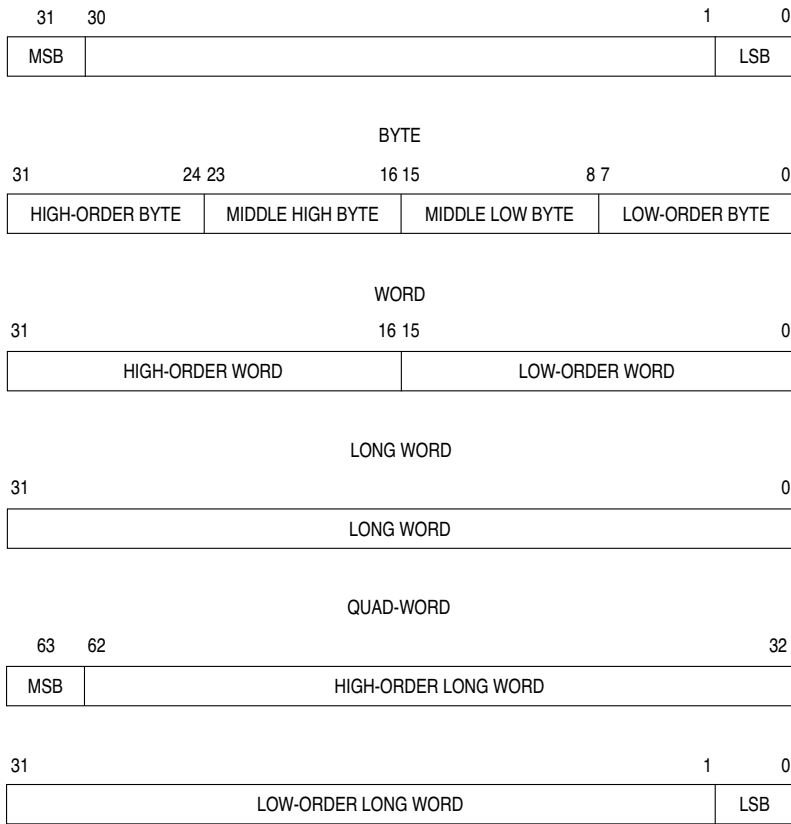 31 30 1 0
MSB LSB
BYTE
31 24 23 16 15 8 7 0
HIGH-ORDER BYTE MIDDLE HIGH BYTE MIDDLE LOW BYTE LOW-ORDER BYTE
WORD
31 16 15 0
HIGH-ORDER WORD LOW-ORDER WORD
LONG WORD
31 0
LONG WORD
QUAD-WORD
63 62 32
MSB HIGH-ORDER LONG WORD
31 1 0
LOW-ORDER LONG WORD LSB